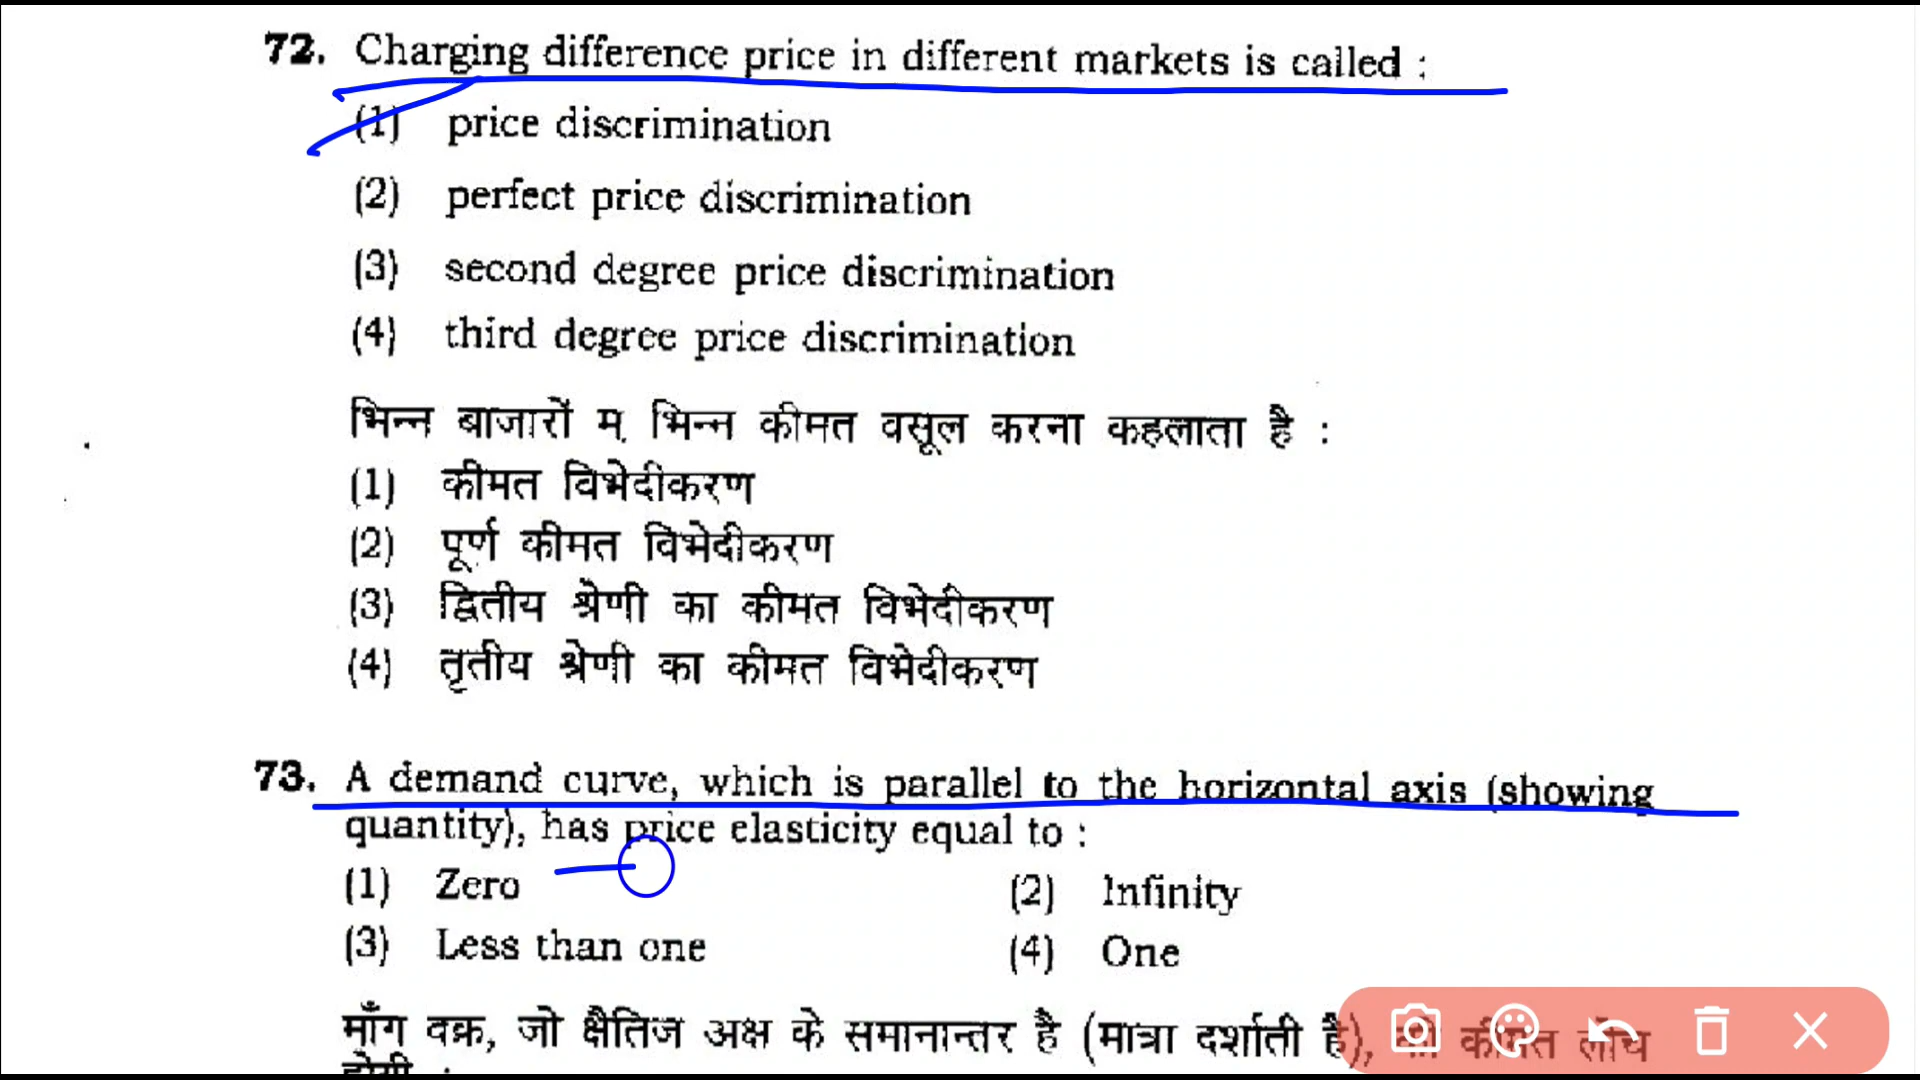 72. Charging difference price in different markets is called :
(1) price discrimination
(2) perfect price discrimination
(3) second degree price discrimination
(4) third degree price discrimination
भिन्न बाजारों म भिन्न कीमत वसूल करना कहलाता है :
(1) कीमत विभेदीकरण
(2) पूर्ण कीमत विभेदीकरण
(3) द्वितीय श्रेणी का कीमत विभेदीकरण
(4) तृतीय श्रेणी का कीमत विभेदीकरण
73. A demand curve, which is parallel to the horizontal axis (showing
quantity), has price elasticity equal to :
(1) Zero (2) Infinity
(3) Less than one (4) One
माँग वक्र, जो क्षैतिज अक्ष के समानान्तर है (मात्रा दर्शाती है), की कीमत लोच